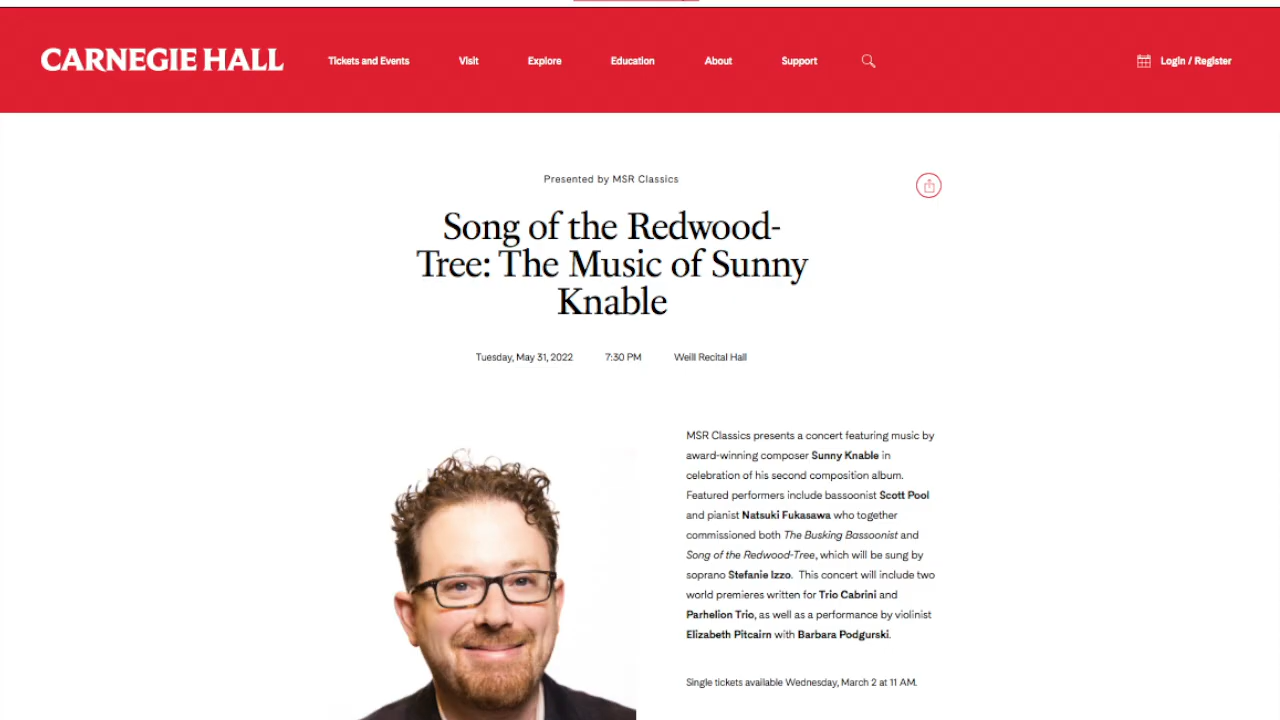 CARNEGIE HALL
Tickets and Events
Visit
Explore
Education
About
Support
Login / Register
Presented by MSR Classics
Song of the Redwood-
Tree: The Music of Sunny
Knable
Tuesday, May 31, 2022
7:30 PM
Weill Recital Hall
MSR Classics presents a concert featuring music by
award-winning composer Sunny Knable in
celebration of his second composition album.
Featured performers include bassoonist Scott Pool
and pianist Natsuki Fukasawa who together
commissioned both The Busking Bassoonist and
Song of the Redwood-Tree, which will be sung by
soprano Stefanie Izzo. This concert will include two
world premieres written for Trio Cabrini and
Parhelion Trio, as well as a performance by violinist
Elizabeth Pitcairn with Barbara Podgurski.
Single tickets available Wednesday, March 2 at 11 AM.